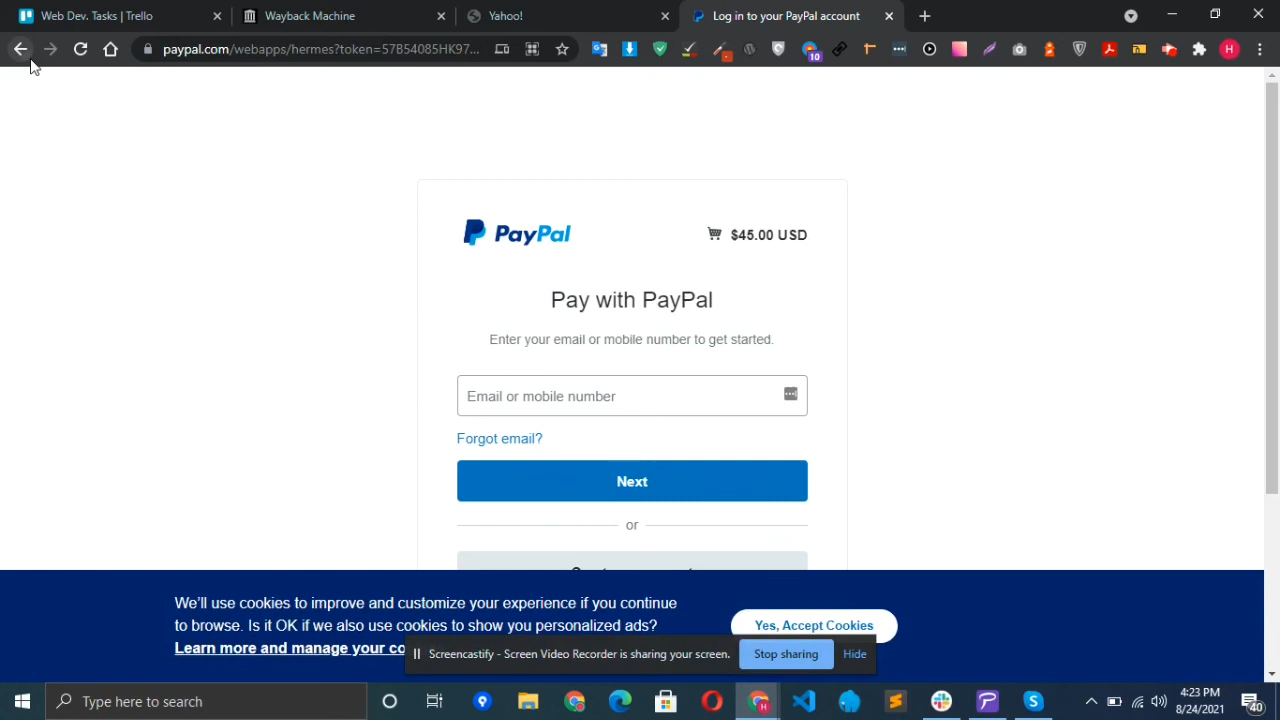 Web Dev. Tasks | Trello
Wayback Machine
Yahoo!
Log in to your PayPal account
paypal.com/webapps/hermes?token=57B54085HK97...
10
H
PayPal
$45.00 USD
Pay with PayPal
Enter your email or mobile number to get started.
Email or mobile number
Forgot email?
Next
or
We'll use cookies to improve and customize your experience if you continue
to browse. Is it OK if we also use cookies to show you personalized ads?
Learn more and manage your co
Yes, Accept Cookies
Screencastify - Screen Video Recorder is sharing your screen.
Stop sharing
Hide
Type here to search
4:23 PM
8/24/2021
40